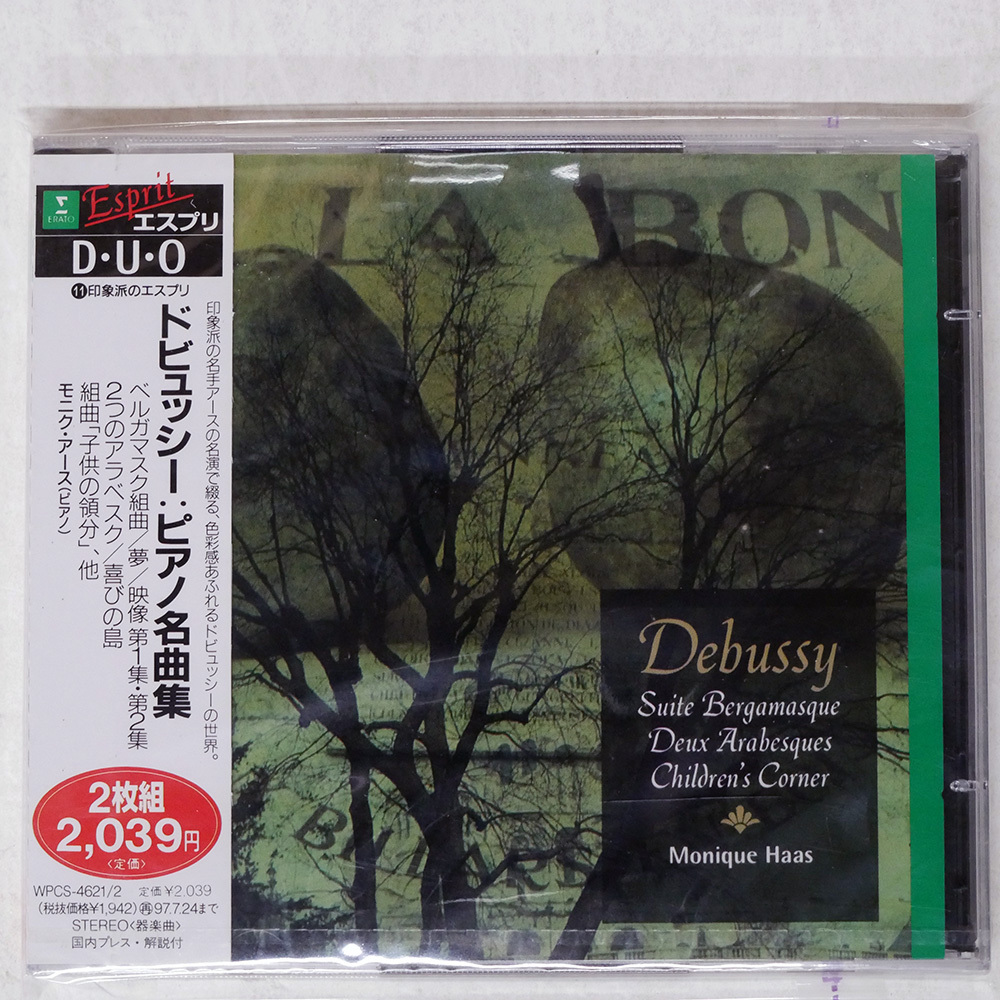 ERATO
Esprit
エスプリ
D・U・O
⓫印象派のエスプリ
印象派の名手アースの名演で綴る、色彩感あふれるドビュッシーの世界。
ドビュッシー：ピアノ名曲集
ベルガマスク組曲／夢／映像 第1集・第2集
2つのアラベスク／喜びの島
組曲「子供の領分」、他
モニク・アース(ピアノ)
2枚組
2,039円
〈定価〉
WPCS-4621/2 定価¥2,039
(税抜価格¥1,942)再97.7.24まで
STEREO〈器楽曲〉
国内プレス・解説付
LA BON
Debussy
Suite Bergamasque
Deux Arabesques
Children's Corner
Monique Haas